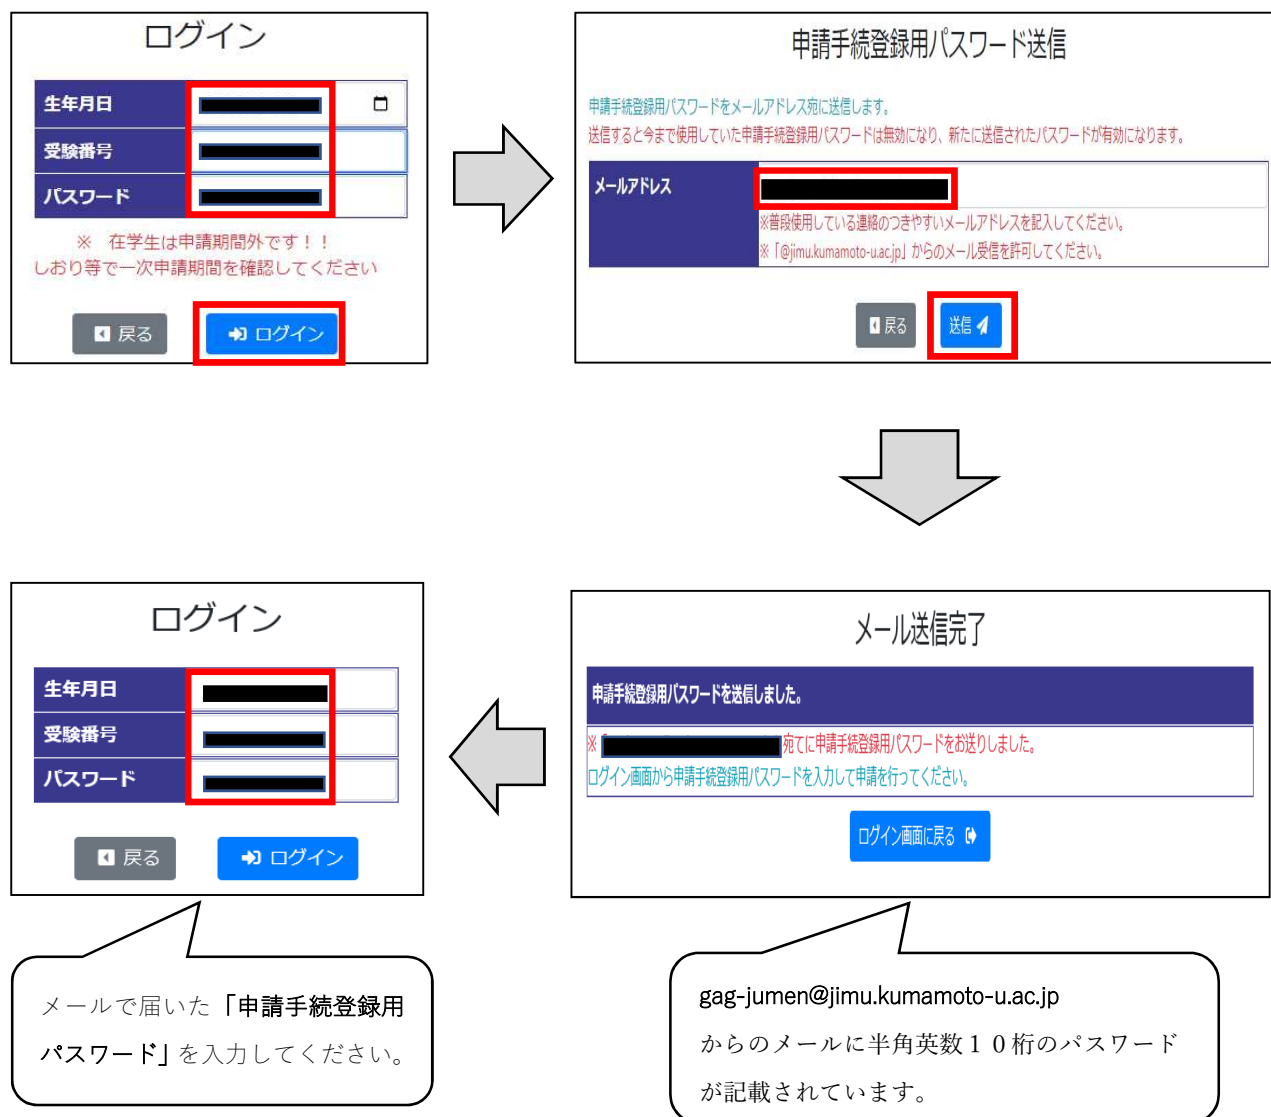 ログイン
生年月日
受験番号
パスワード
※　在学生は申請期間外です！！
しおり等で一次申請期間を確認してください
戻る
ログイン
申請手続登録用パスワード送信
申請手続登録用パスワードをメールアドレス宛に送信します。
送信すると今まで使用していた申請手続登録用パスワードは無効になり、新たに送信されたパスワードが有効になります。
メールアドレス
※普段使用している連絡のつきやすいメールアドレスを記入してください。
※「@jimu.kumamoto-u.ac.jp」からのメール受信を許可してください。
戻る
送信
ログイン
生年月日
受験番号
パスワード
戻る
ログイン
メール送信完了
申請手続登録用パスワードを送信しました。
※ 宛てに申請手続登録用パスワードをお送りしました。
ログイン画面から申請手続登録用パスワードを入力して申請を行ってください。
ログイン画面に戻る
メールで届いた「申請手続登録用
パスワード」を入力してください。
gag-jumen@jimu.kumamoto-u.ac.jp
からのメールに半角英数１０桁のパスワード
が記載されています。